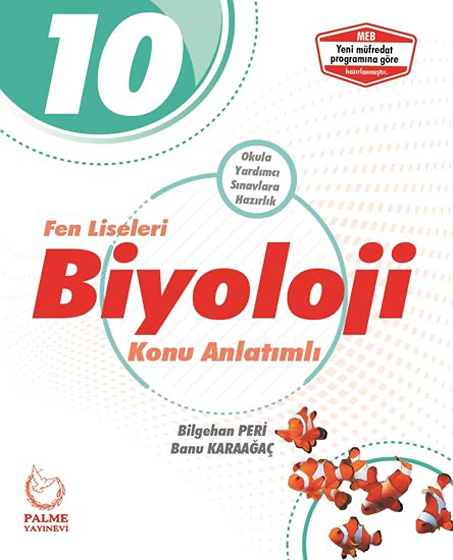 10
MEB
Yeni müfredat
programına göre
hazırlanmıştır.
Okula
Yardımcı
Sınavlara
Hazırlık
Fen Liseleri
Biyoloji
Konu Anlatımlı
Bilgehan PERİ
Banu KARAAĞAÇ
PALME
YAYINEVİ